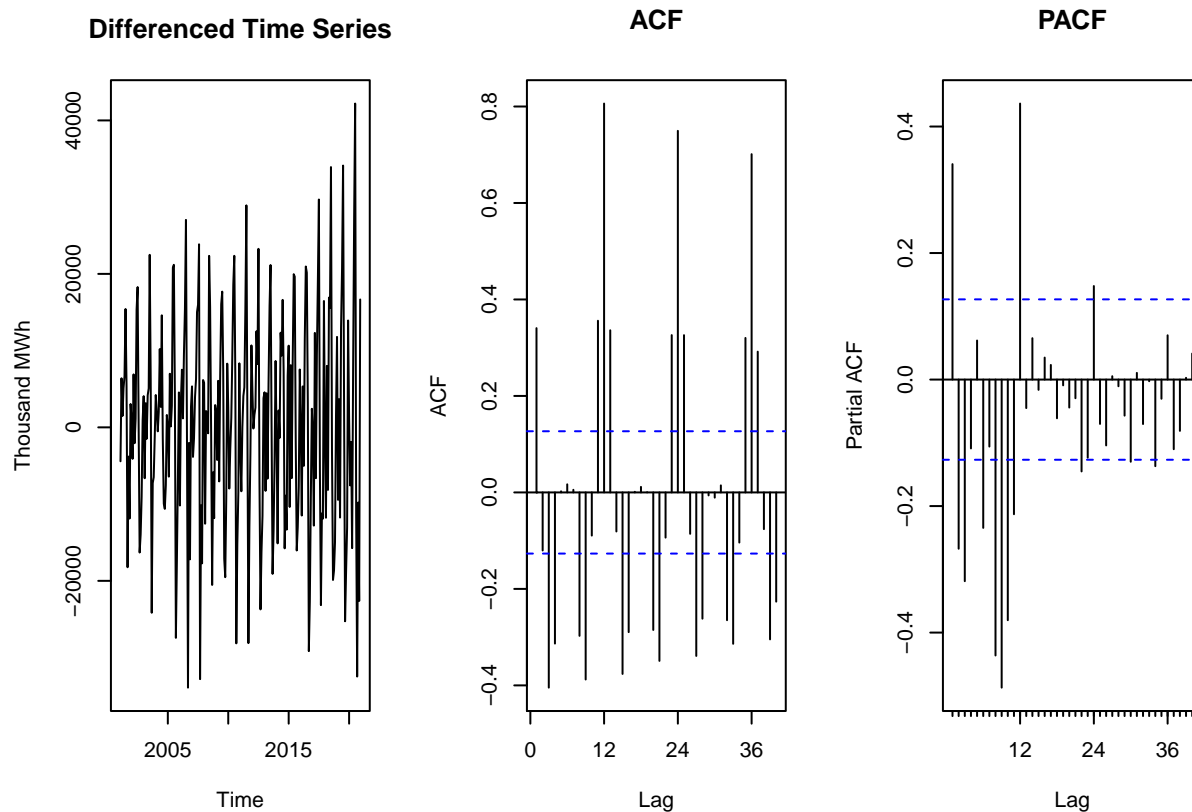 Differenced Time Series
Thousand MWh
40000
20000
0
−20000
2005
2015
Time
ACF
ACF
0.8
0.6
0.4
0.2
0.0
−0.2
−0.4
0
12
24
36
Lag
PACF
Partial ACF
0.4
0.2
0.0
−0.2
−0.4
12
24
36
Lag